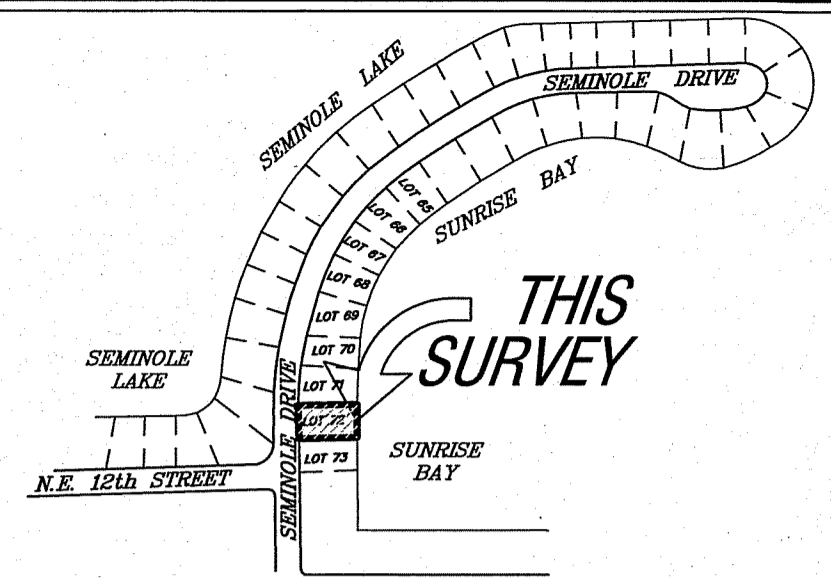 SEMINOLE LAKE
SEMINOLE DRIVE
LOT 65
LOT 66
LOT 67
LOT 68
LOT 69
LOT 70
LOT 71
LOT 72
LOT 73
SUNRISE BAY
THIS
SURVEY
SEMINOLE
LAKE
SEMINOLE DRIVE
SUNRISE
BAY
N.E. 12th STREET